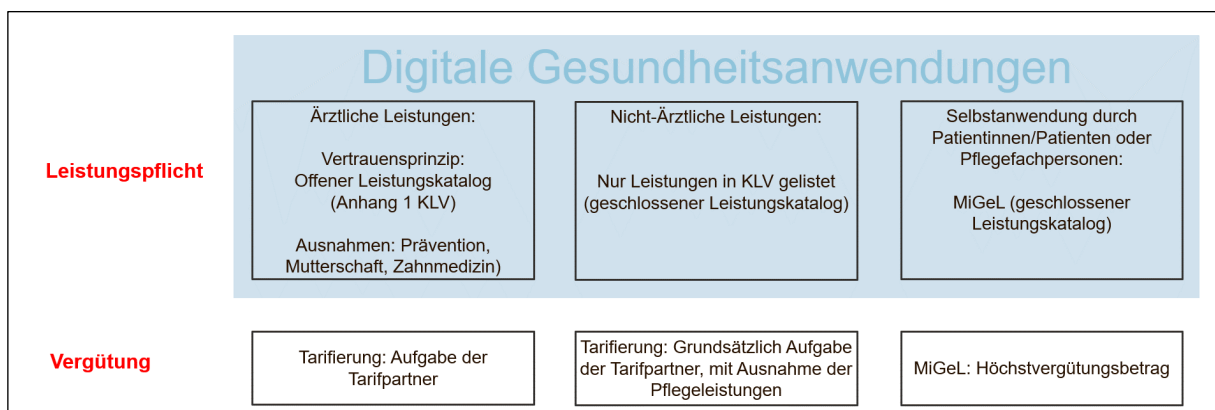 Digitale Gesundheitsanwendungen
Leistungspflicht
Ärztliche Leistungen:
Vertrauensprinzip:
Offener Leistungskatalog
(Anhang 1 KLV)
Ausnahmen: Prävention,
Mutterschaft, Zahnmedizin)
Nicht-Ärztliche Leistungen:
Nur Leistungen in KLV gelistet
(geschlossener Leistungskatalog)
Selbstanwendung durch
Patientinnen/Patienten oder
Pflegefachpersonen:
MiGeL (geschlossener
Leistungskatalog)
Vergütung
Tarifierung: Aufgabe der
Tarifpartner
Tarifierung: Grundsätzlich Aufgabe
der Tarifpartner, mit Ausnahme der
Pflegeleistungen
MiGeL: Höchstvergütungsbetrag